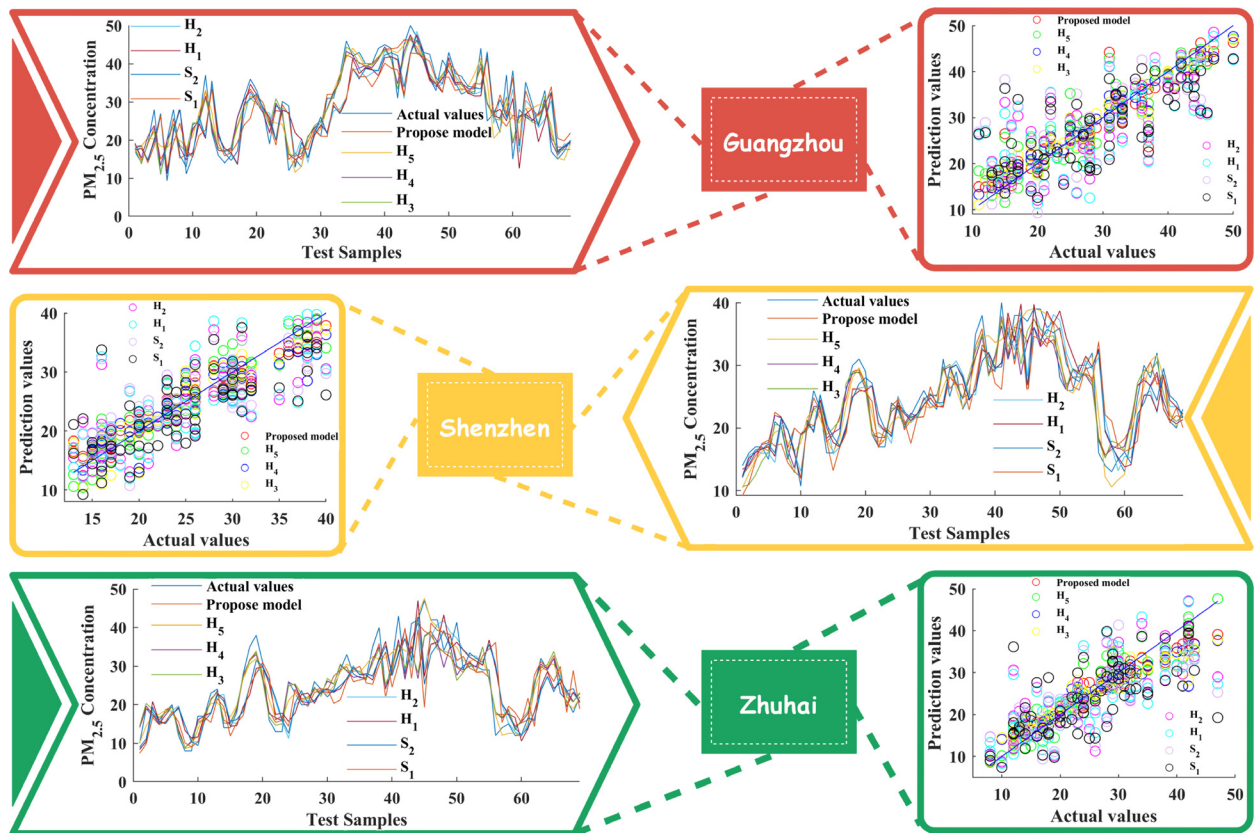 H2
H1
S2
S1
Actual values
Propose model
H5
H4
H3
PM2.5 Concentration
50
40
30
20
10
0
0 10 20 30 40 50 60
Test Samples
Guangzhou
Proposed model
H5
H4
H3
H2
H1
S2
S1
Prediction values
50
40
30
20
10
10 20 30 40 50
Actual values
H2
H1
S2
S1
Proposed model
H5
H4
H3
Prediction values
40
30
20
10
15 20 25 30 35 40
Actual values
Shenzhen
Actual values
Propose model
H5
H4
H3
H2
H1
S2
S1
PM2.5 Concentration
40
30
20
10
0
0 10 20 30 40 50 60
Test Samples
Actual values
Propose model
H5
H4
H3
H2
H1
S2
S1
PM2.5 Concentration
50
40
30
20
10
0
0 10 20 30 40 50 60
Test Samples
Zhuhai
Proposed model
H5
H4
H3
H2
H1
S2
S1
Prediction values
50
40
30
20
10
10 15 20 25 30 35 40 45 50
Actual values